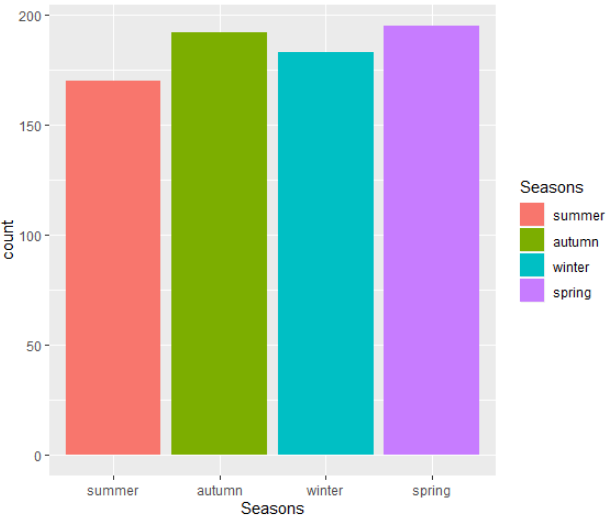 200
150
100
50
0
count
summer autumn winter spring
Seasons
Seasons
summer
autumn
winter
spring